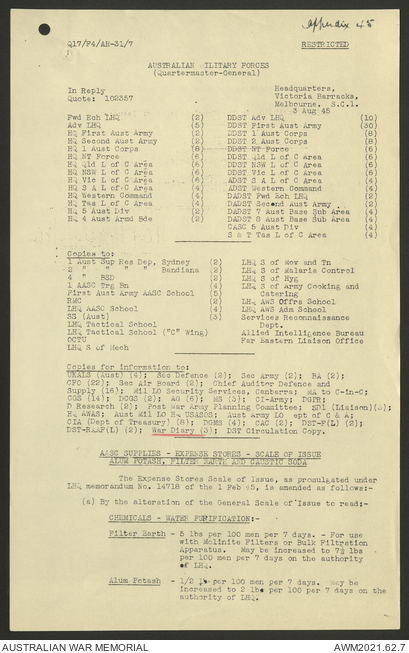 Appendix 45
Q17/F4/AH-31/7
RESTRICTED
AUSTRALIAN MILITARY FORCES
(Quartermaster-General)
In Reply
Quote: 102357
Headquarters,
Victoria Barracks,
Melbourne. S.C.1.
3 Aug 45
Fwd Ech LHQ (2)
Adv LHQ (5)
HQ First Aust Army (2)
HQ Second Aust Army (2)
HQ 1 Aust Corps (8)
HQ NT Force (6)
HQ Qld L of C Area (6)
HQ NSW L of C Area (6)
HQ Vic L of C Area (6)
HQ S A L of C Area (4)
HQ Western Command (4)
HQ Tas L of C Area (4)
HQ 5 Aust Div (2)
HQ 4 Aust Armd Bde (2)
DDST Adv LHQ (10)
DDST First Aust Army (30)
DDST 1 Aust Corps (8)
DDST 2 Aust Corps (8)
DDST NT Force (6)
DDST Qld L of C Area (6)
DDST NSW L of C Area (6)
DDST Vic L of C Area (6)
ADST S A L of C Area (4)
ADST Western Command (4)
DADST Fwd Ech LHQ (2)
DADST Second Aust Army (4)
DADST 7 Aust Base Sub Area (4)
DADST 8 Aust Base Sub Area (4)
CASC 5 Aust Div (4)
S & T Tas L of C Area (4)
Copies to:
1 Aust Sup Res Dep, Sydney (2)
2 " " " " Bandiana (2)
4 " BSD (2)
1 AASC Trg Bn (4)
First Aust Army AASC School (5)
RMC (2)
LHQ AASC School (4)
SS (Aust) (3)
LHQ Tactical School
LHQ Tactical School ("C" Wing)
OCTU
LHQ S of Mech
LHQ S of Mov and Tn
LHQ S of Malaria Control
LHQ S of Hyg
LHQ S of Army Cooking and
Catering
LHQ AWS Offrs School
LHQ AWS Adm School
Services Reconnaissance
Dept.
Allied Intelligence Bureau
Far Eastern Liaison Office
Copies for information to:
UKALS (Aust) (4); Sec Defence (2); Sec Army (2); BA (2);
CFO (22); Sec Air Board (2); Chief Auditor Defence and
Supply (16); Mil LO Security Services, Canberra; MA to C-in-C;
CGS (14); DCGS (2); AG (6); MS (3); CI-Army; DGIR;
D Research (2); Post War Army Planning Committee; SD1 (Liaison)(3);
HQ AWAS; Aust Mil LO HQ USASOS; Aust Army LO Dept of C & A;
CIA (Dept of Treasury) (8); DGMS (4); CAC (2); DST-F(L) (2);
DST-RAAF(L) (2); War Diary (3); DST Circulation Copy.
AASC SUPPLIES - EXPENSE STORES - SCALE OF ISSUE
ALUM POTASH, FILTER EARTH AND CAUSTIC SODA
The Expense Stores Scale of Issue, as promulgated under
LHQ memorandum No. 14718 of the 1 Feb 45, is amended as follows:-
(a) By the alteration of the General Scale of Issue to read:-
CHEMICALS - WATER PURIFICATION:-
Filter Earth - 5 lbs per 100 men per 7 days. - For use
with Molinite Filters or Bulk Filtration
Apparatus. May be increased to 7½ lbs
per 100 men per 7 days on the authority
of LHQ.
Alum Potash - 1/2 lb per 100 men per 7 days. May be
increased to 2 lbs per 100 men per 7 days on the
authority of LHQ.
AUSTRALIAN WAR MEMORIAL
AWM2021.62.7